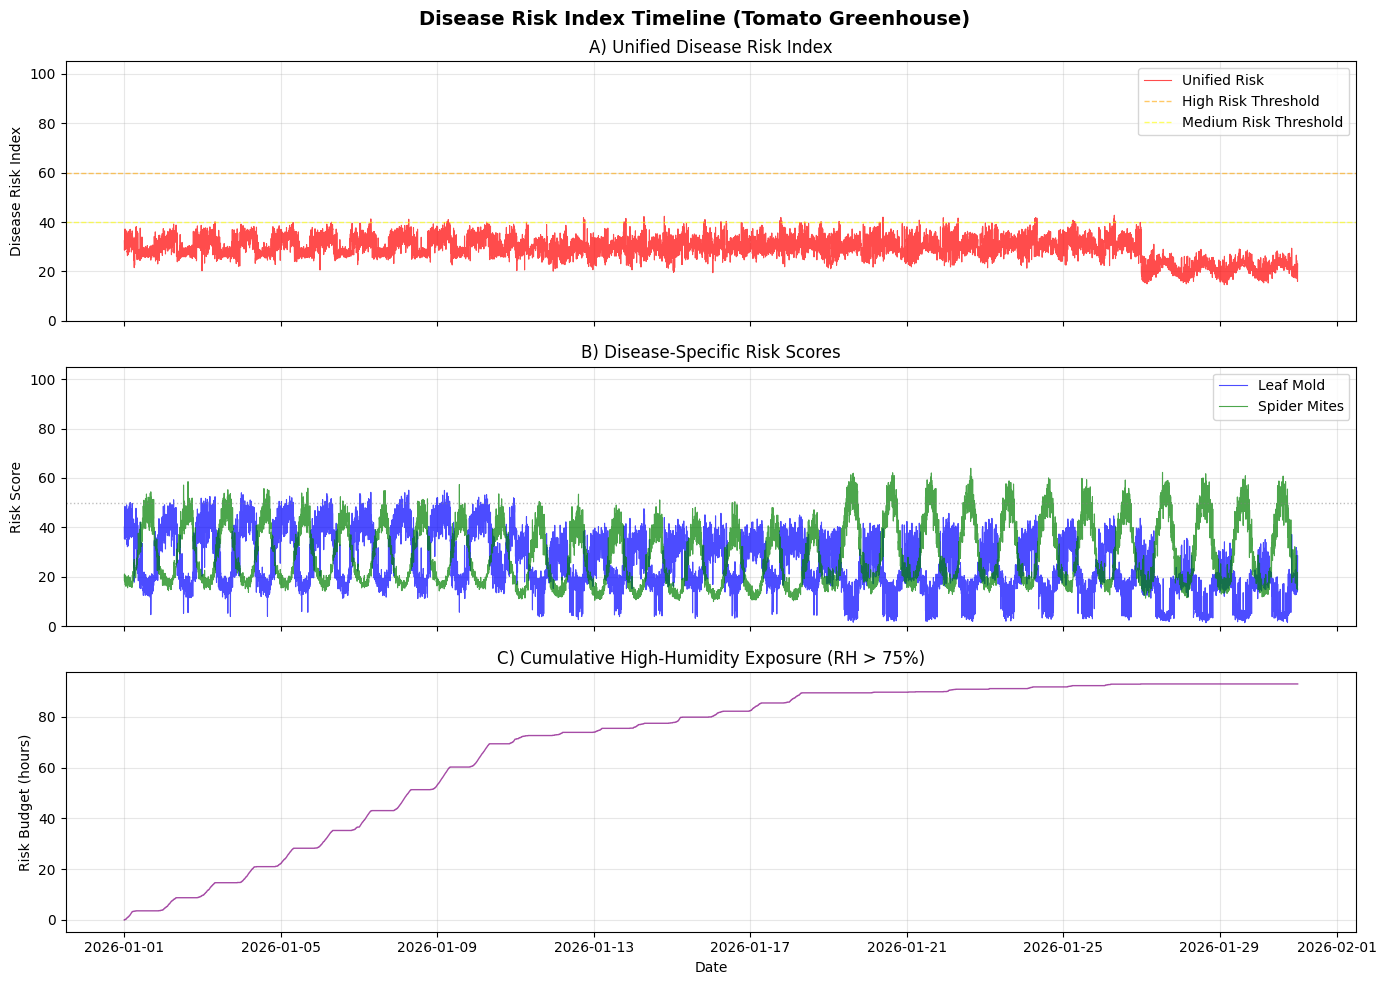 Disease Risk Index Timeline (Tomato Greenhouse)
A) Unified Disease Risk Index
Disease Risk Index
100
80
60
40
20
0
Unified Risk
High Risk Threshold
Medium Risk Threshold
B) Disease-Specific Risk Scores
Risk Score
100
80
60
40
20
0
Leaf Mold
Spider Mites
C) Cumulative High-Humidity Exposure (RH > 75%)
Risk Budget (hours)
80
60
40
20
0
2026-01-01 2026-01-05 2026-01-09 2026-01-13 2026-01-17 2026-01-21 2026-01-25 2026-01-29 2026-02-01
Date